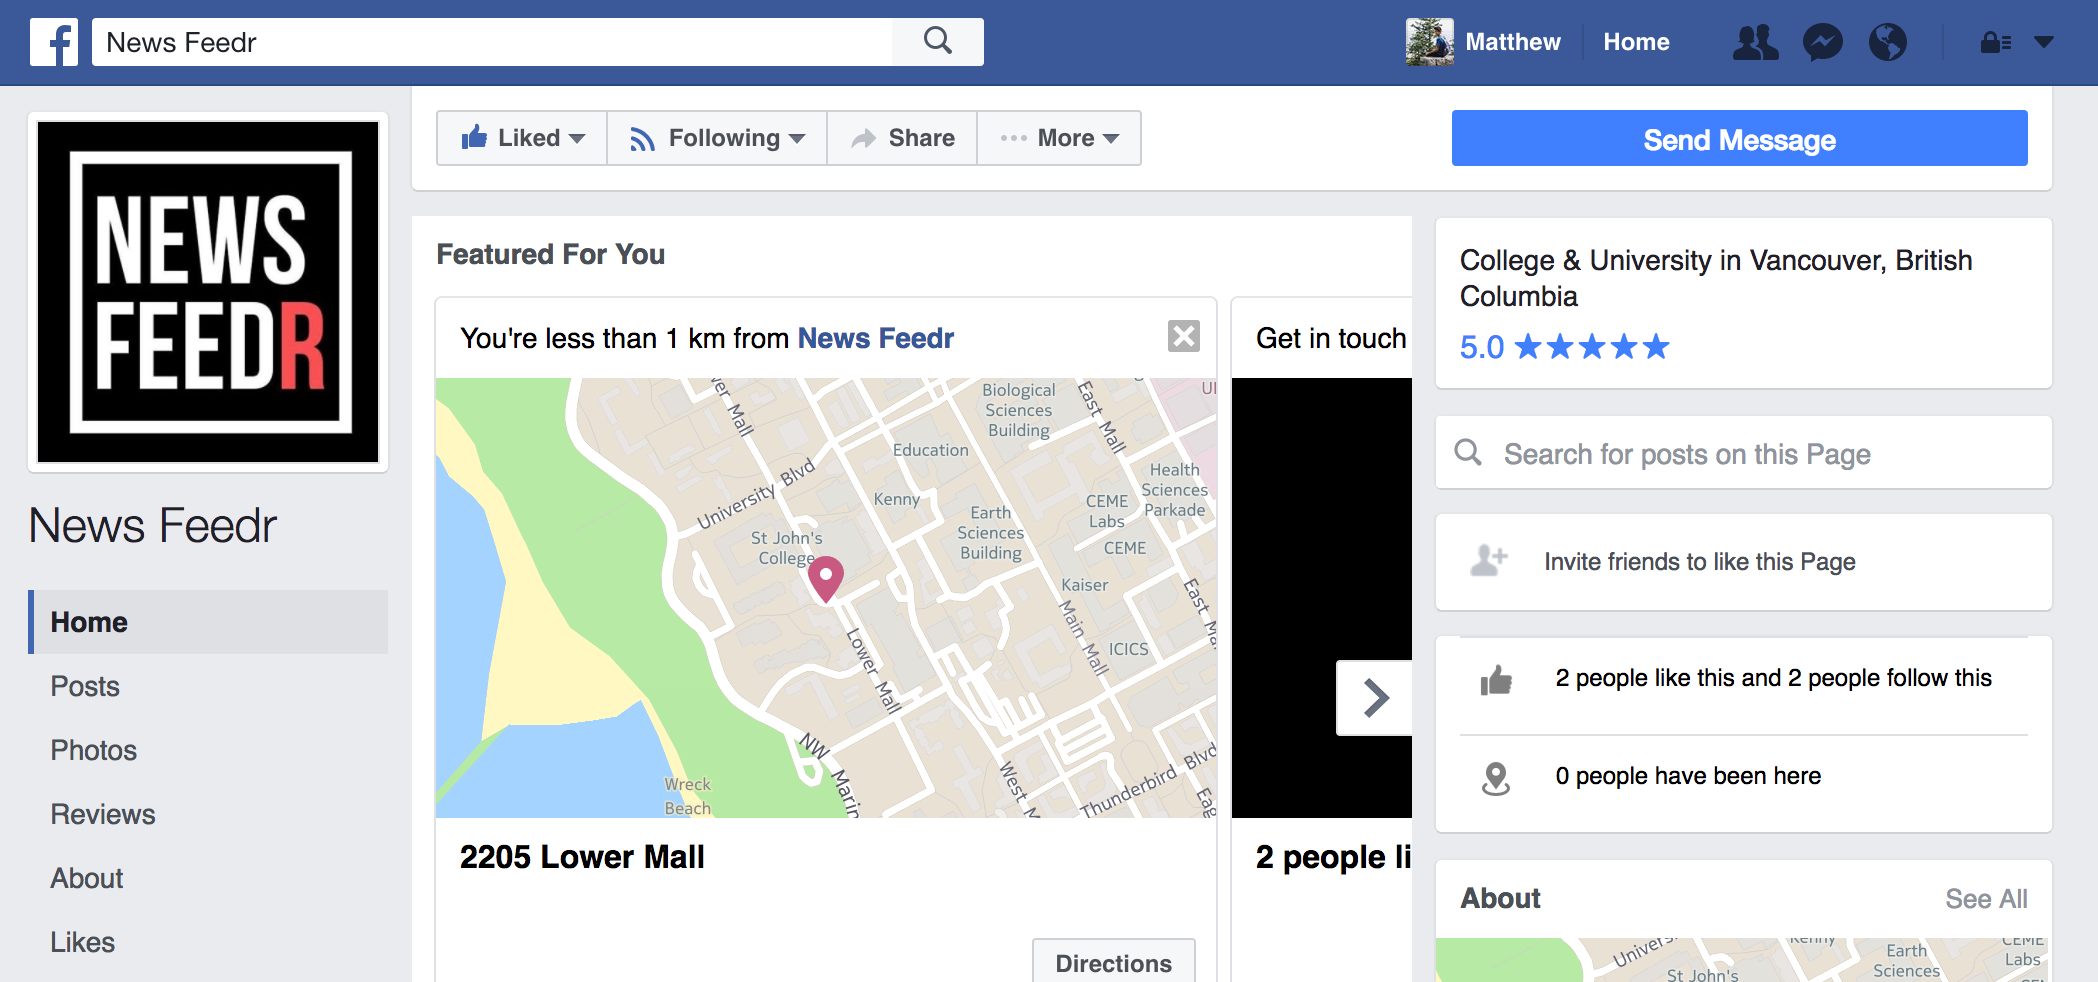 News Feedr
Matthew
Home
Liked
Following
Share
More
Send Message
NEWS
FEEDR
News Feedr
Home
Posts
Photos
Reviews
About
Likes
Featured For You
You're less than 1 km from News Feedr
Lower Mall
University Blvd
Biological
Sciences
Building
East Mall
Education
Kenny
Health
Sciences
Parkade
CEME
Labs
Earth
Sciences
Building
CEME
St John's
College
Kaiser
Main Mall
ICICS
Lower Mall
NW Marin
West M
Thunderbird Blvd
Wreck
Beach
2205 Lower Mall
Directions
Get in touch
2 people li
College & University in Vancouver, British
Columbia
5.0
Search for posts on this Page
Invite friends to like this Page
2 people like this and 2 people follow this
0 people have been here
About
See All
Kenny
Earth
Sciences
CEME
Labs
St John's